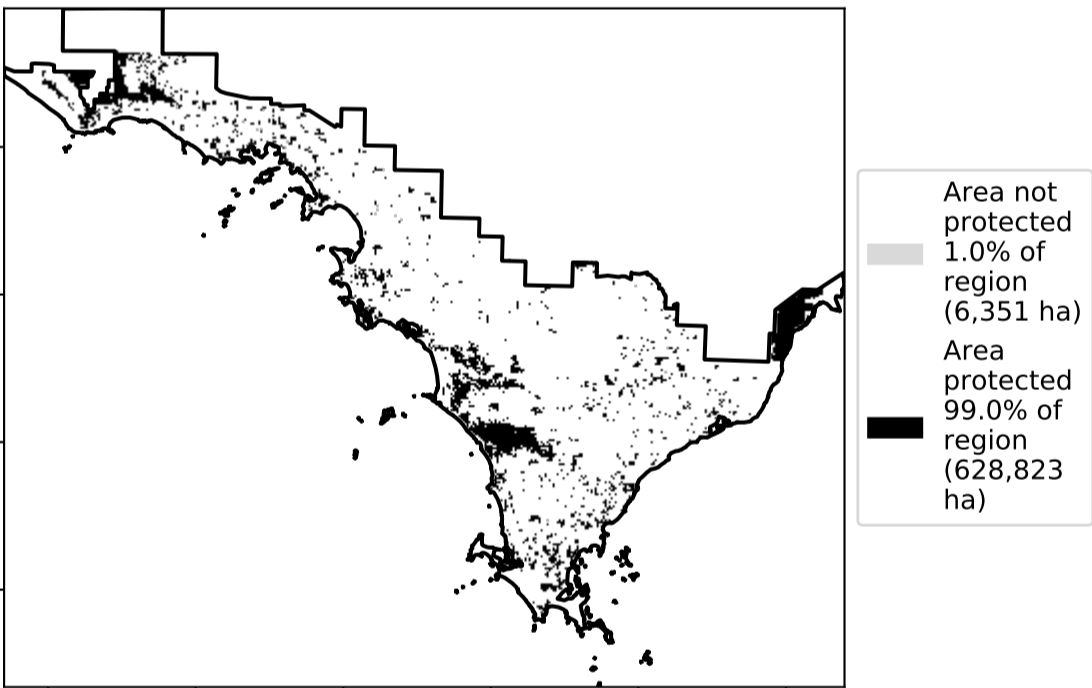 Area not
protected
1.0% of
region
(6,351 ha)
Area
protected
99.0% of
region
(628,823
ha)